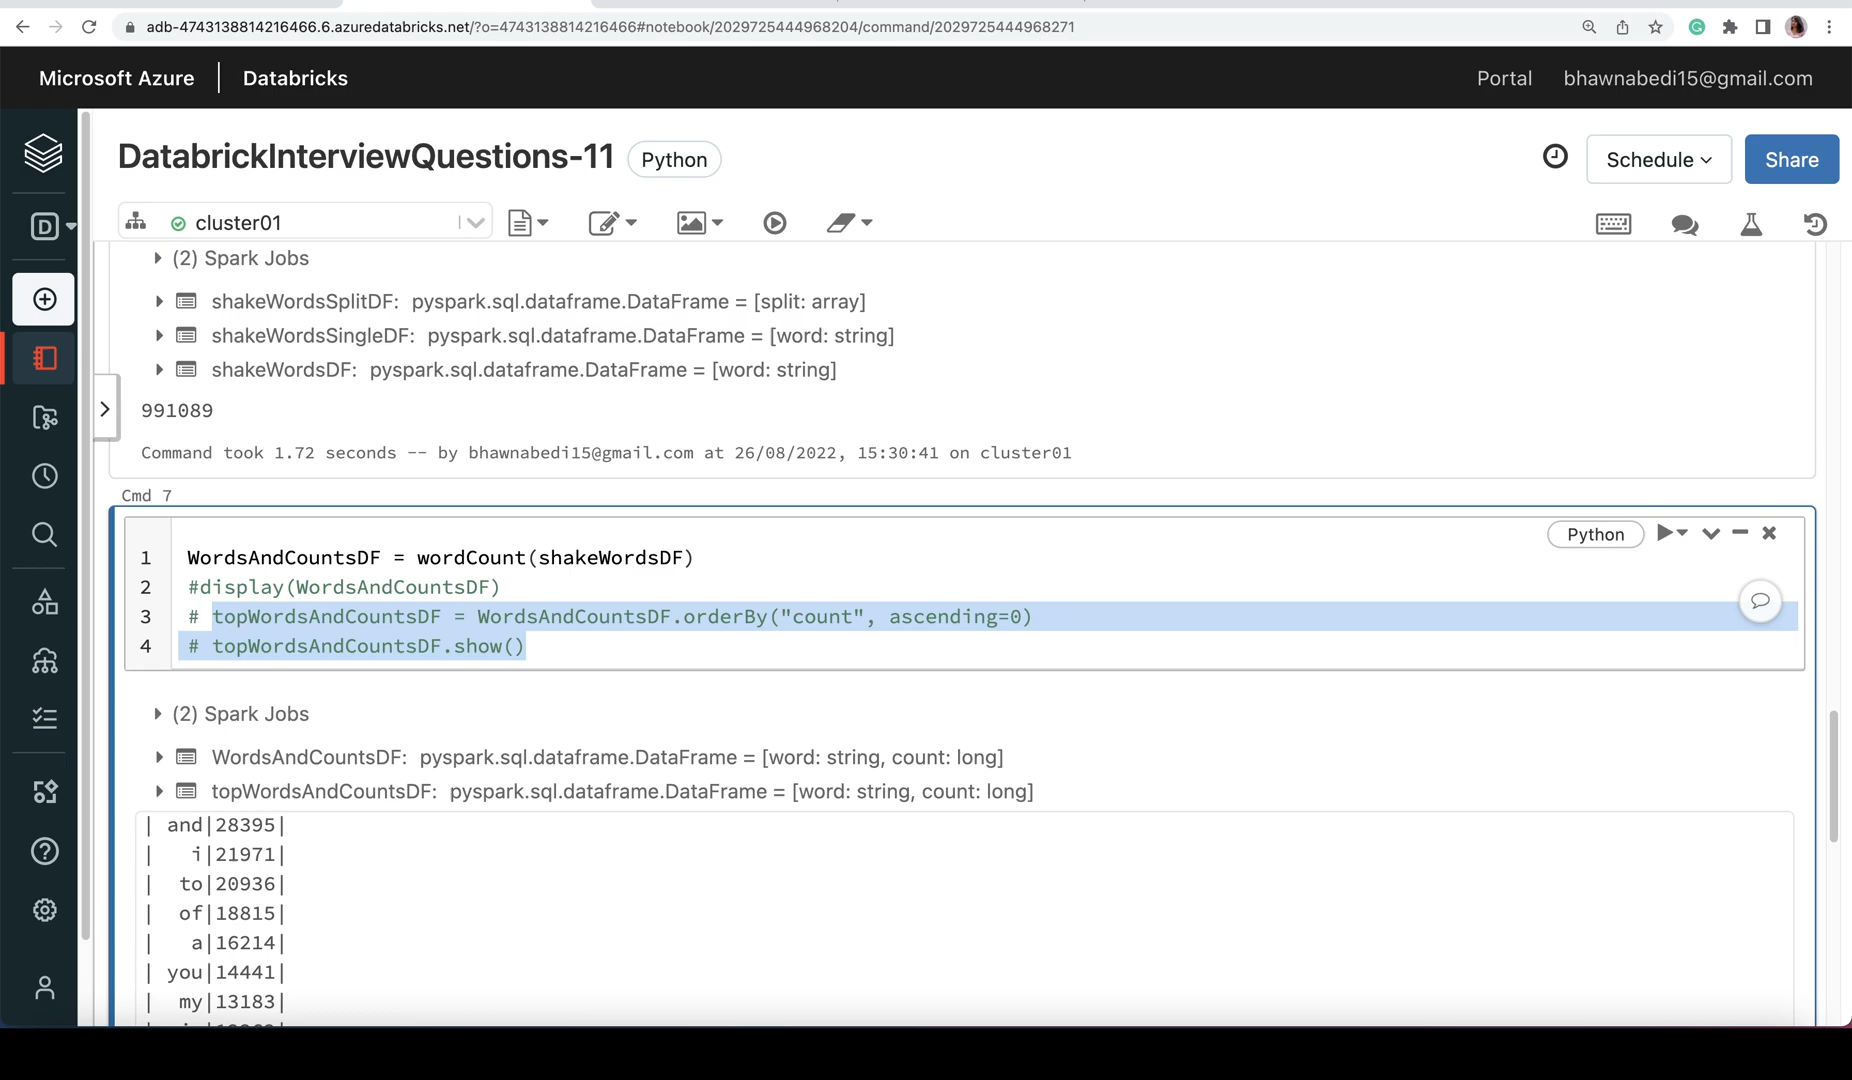 adb-4743138814216466.6.azuredatabricks.net/?o=4743138814216466#notebook/2029725444968204/command/2029725444968271
Microsoft Azure | Databricks
Portal bhawnabedi15@gmail.com
DatabrickInterviewQuestions-11 Python
Schedule Share
cluster01
(2) Spark Jobs
shakeWordsSplitDF: pyspark.sql.dataframe.DataFrame = [split: array]
shakeWordsSingleDF: pyspark.sql.dataframe.DataFrame = [word: string]
shakeWordsDF: pyspark.sql.dataframe.DataFrame = [word: string]
991089
Command took 1.72 seconds -- by bhawnabedi15@gmail.com at 26/08/2022, 15:30:41 on cluster01
Cmd 7
Python
1 WordsAndCountsDF = wordCount(shakeWordsDF)
2 #display(WordsAndCountsDF)
3 # topWordsAndCountsDF = WordsAndCountsDF.orderBy("count", ascending=0)
4 # topWordsAndCountsDF.show()
(2) Spark Jobs
WordsAndCountsDF: pyspark.sql.dataframe.DataFrame = [word: string, count: long]
topWordsAndCountsDF: pyspark.sql.dataframe.DataFrame = [word: string, count: long]
| and|28395|
| i|21971|
| to|20936|
| of|18815|
| a|16214|
| you|14441|
| my|13183|